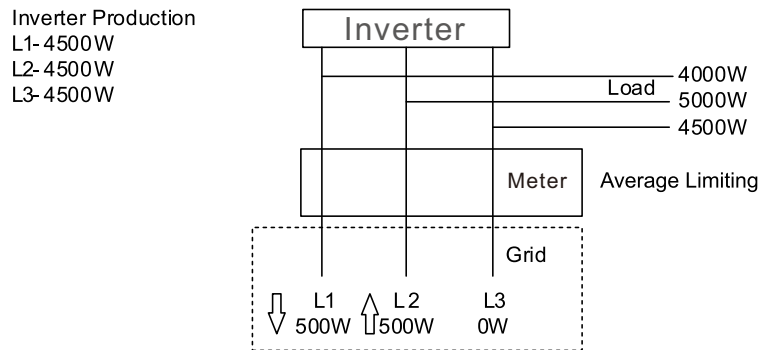 Inverter Production
L1-4500W
L2-4500W
L3-4500W
Inverter
Load
4000W
5000W
4500W
Meter
Average Limiting
Grid
L1 L2 L3
500W 500W 0W